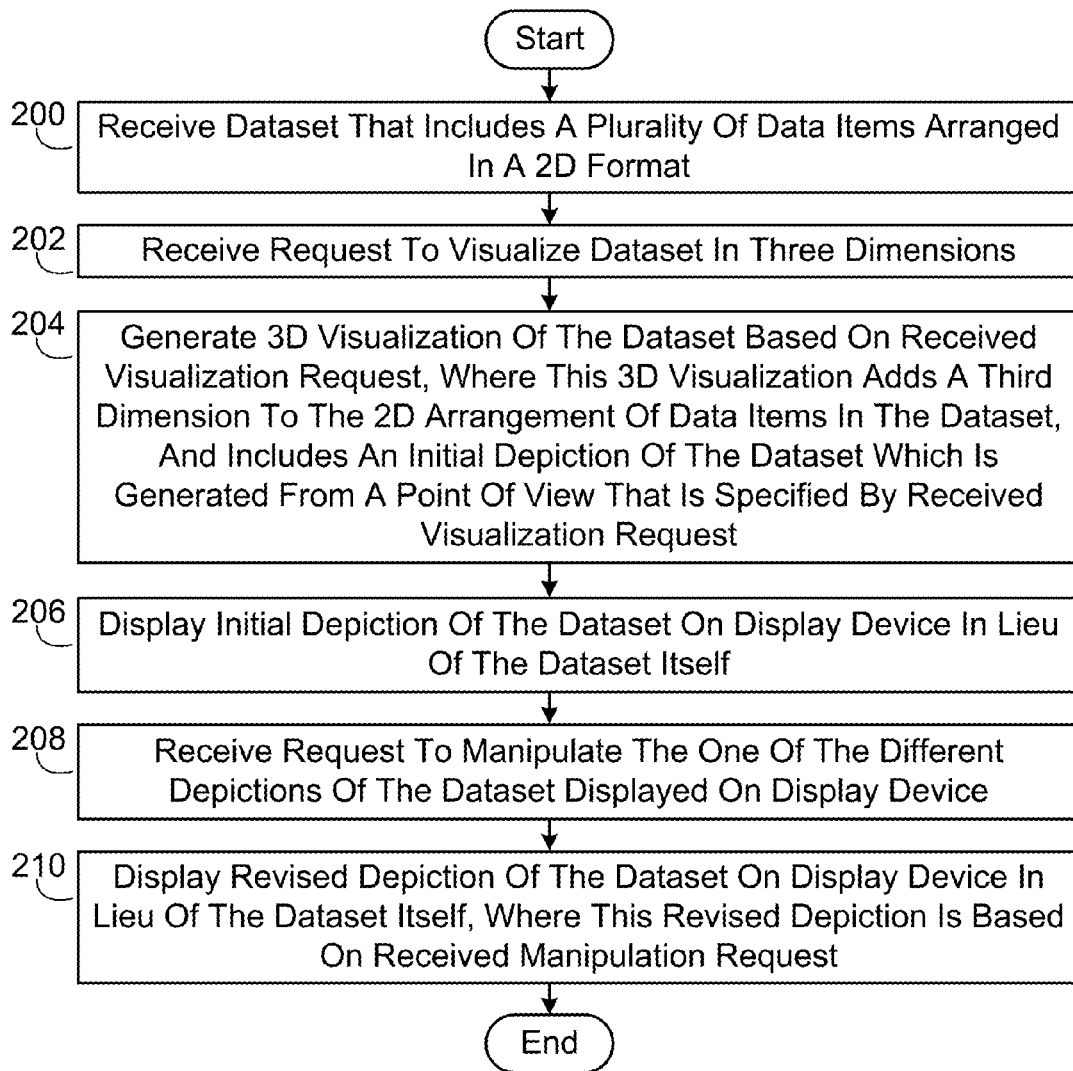 Start
200
Receive Dataset That Includes A Plurality Of Data Items Arranged
In A 2D Format
202
Receive Request To Visualize Dataset In Three Dimensions
204
Generate 3D Visualization Of The Dataset Based On Received
Visualization Request, Where This 3D Visualization Adds A Third
Dimension To The 2D Arrangement Of Data Items In The Dataset,
And Includes An Initial Depiction Of The Dataset Which Is
Generated From A Point Of View That Is Specified By Received
Visualization Request
206
Display Initial Depiction Of The Dataset On Display Device In Lieu
Of The Dataset Itself
208
Receive Request To Manipulate The One Of The Different
Depictions Of The Dataset Displayed On Display Device
210
Display Revised Depiction Of The Dataset On Display Device In
Lieu Of The Dataset Itself, Where This Revised Depiction Is Based
On Received Manipulation Request
End